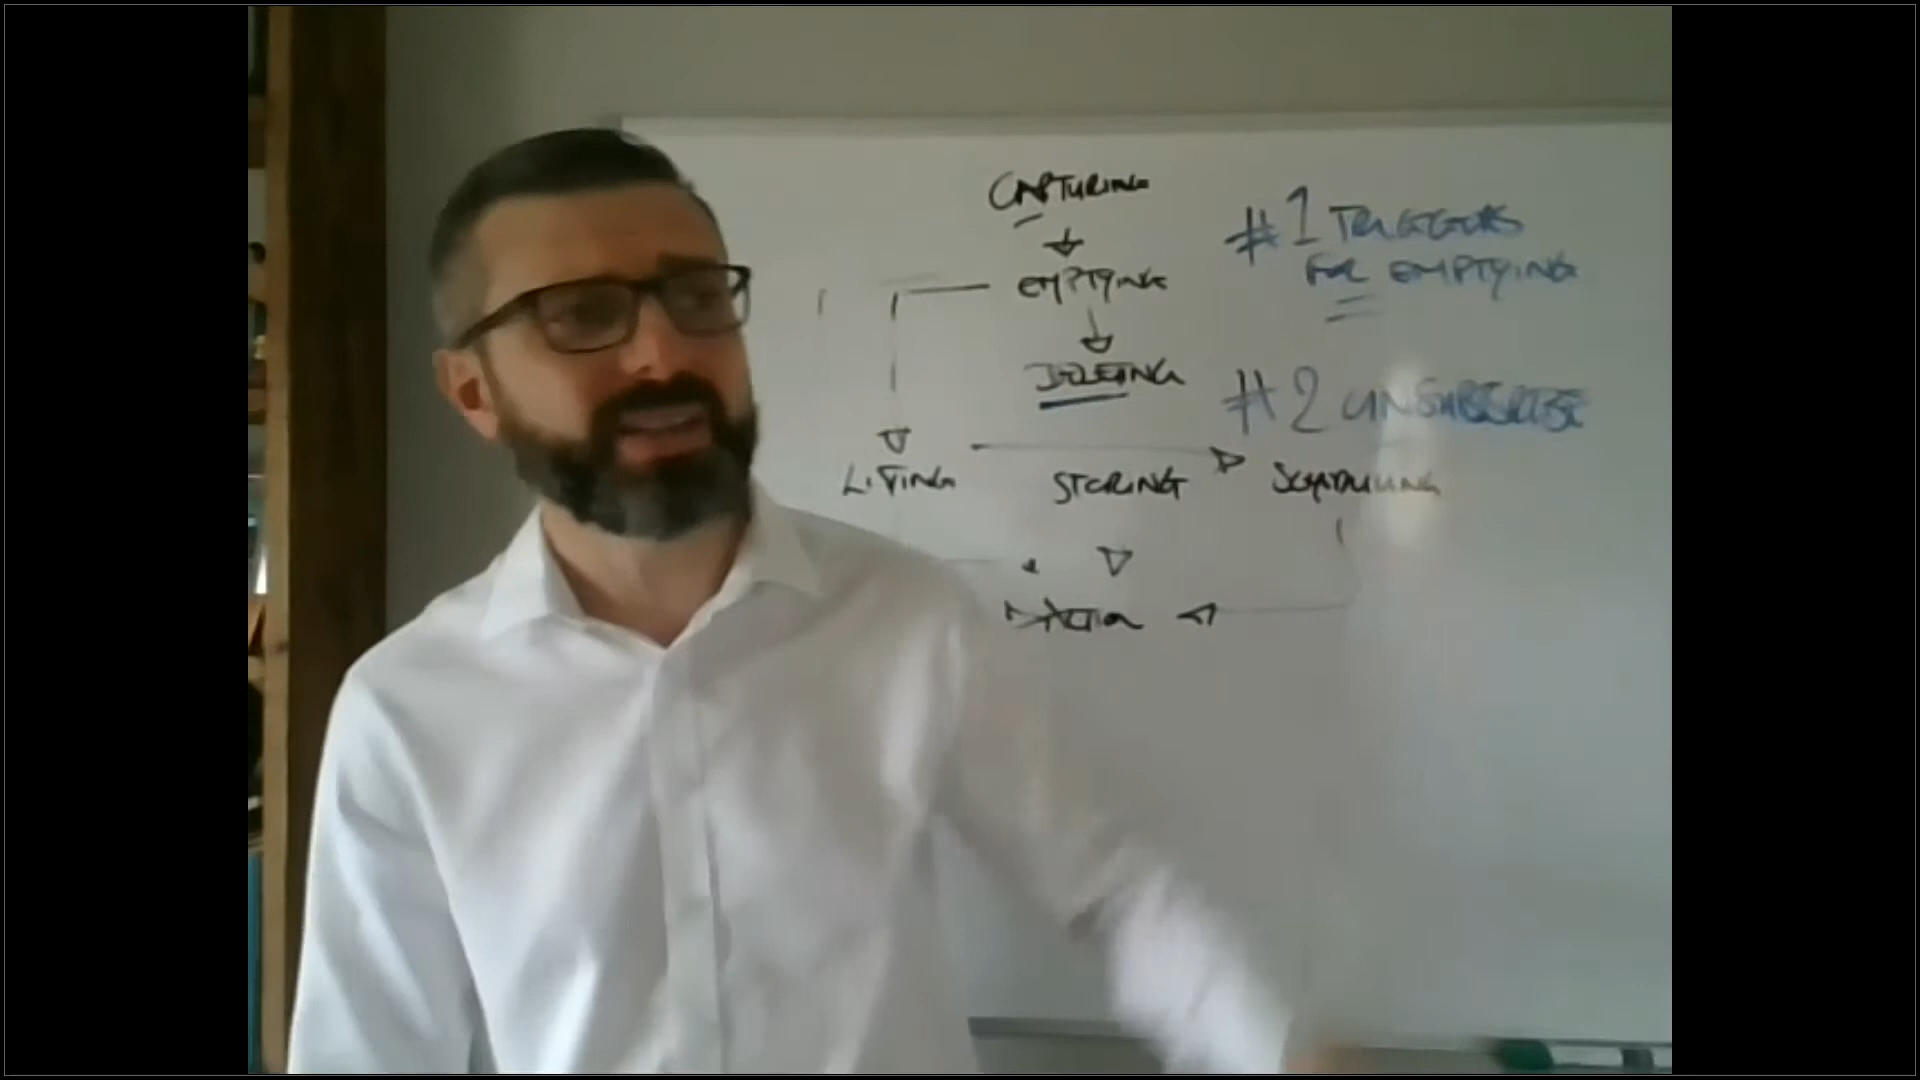 CAPTURING
#1 TRIGGERS
FOR EMPTYING
EMPTYING
DELETING
#2 UNSUBSCRIBE
LISTING
STORING
SCHEDULING
ACTION